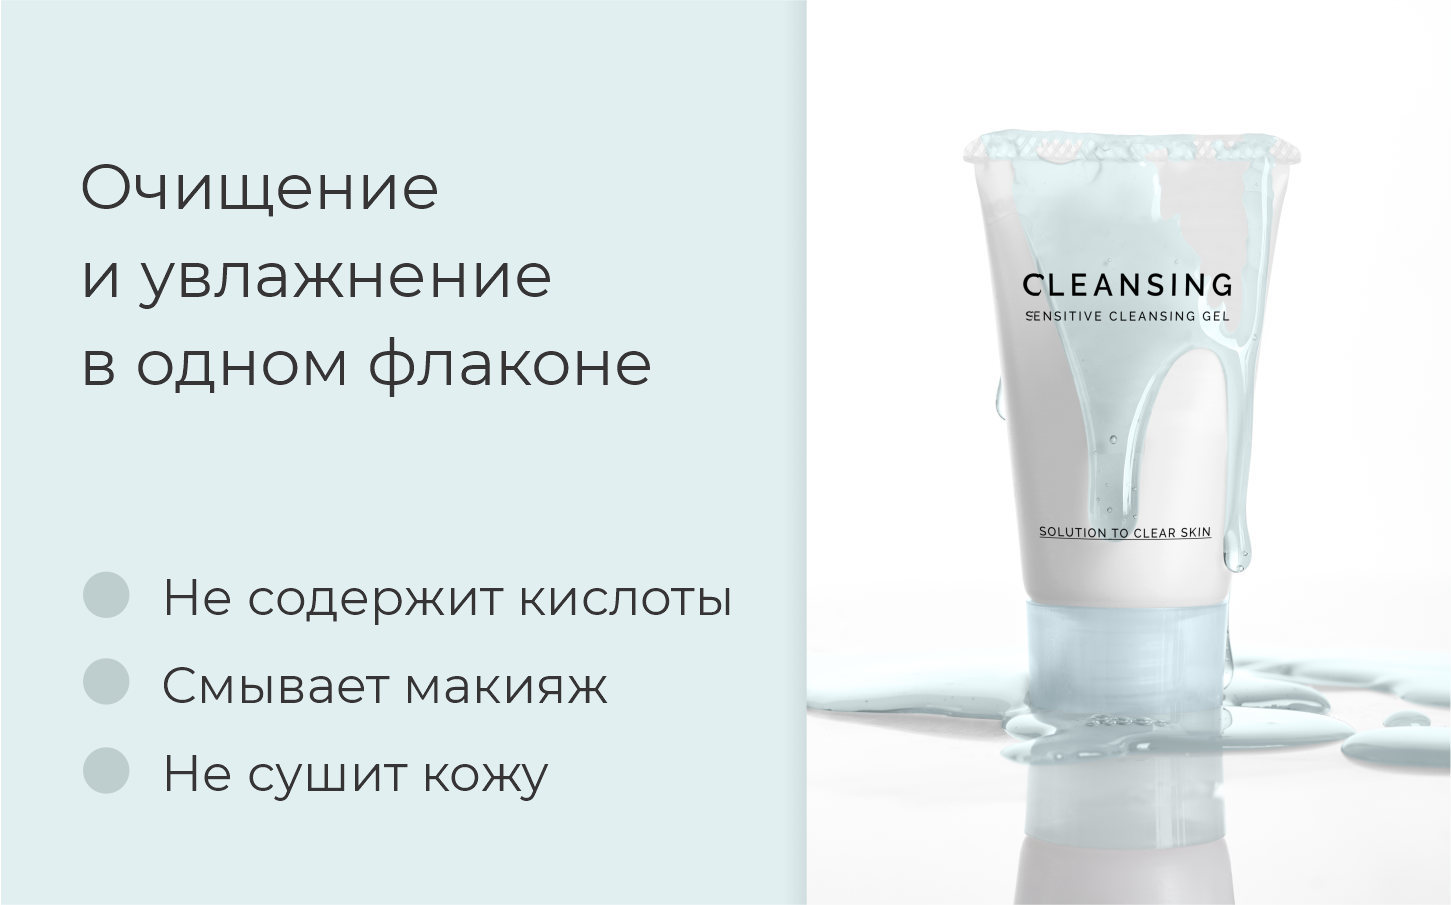 Очищение
и увлажнение
в одном флаконе
Не содержит кислоты
Смывает макияж
Не сушит кожу
CLEANSING
SENSITIVE CLEANSING GEL
SOLUTION TO CLEAR SKIN